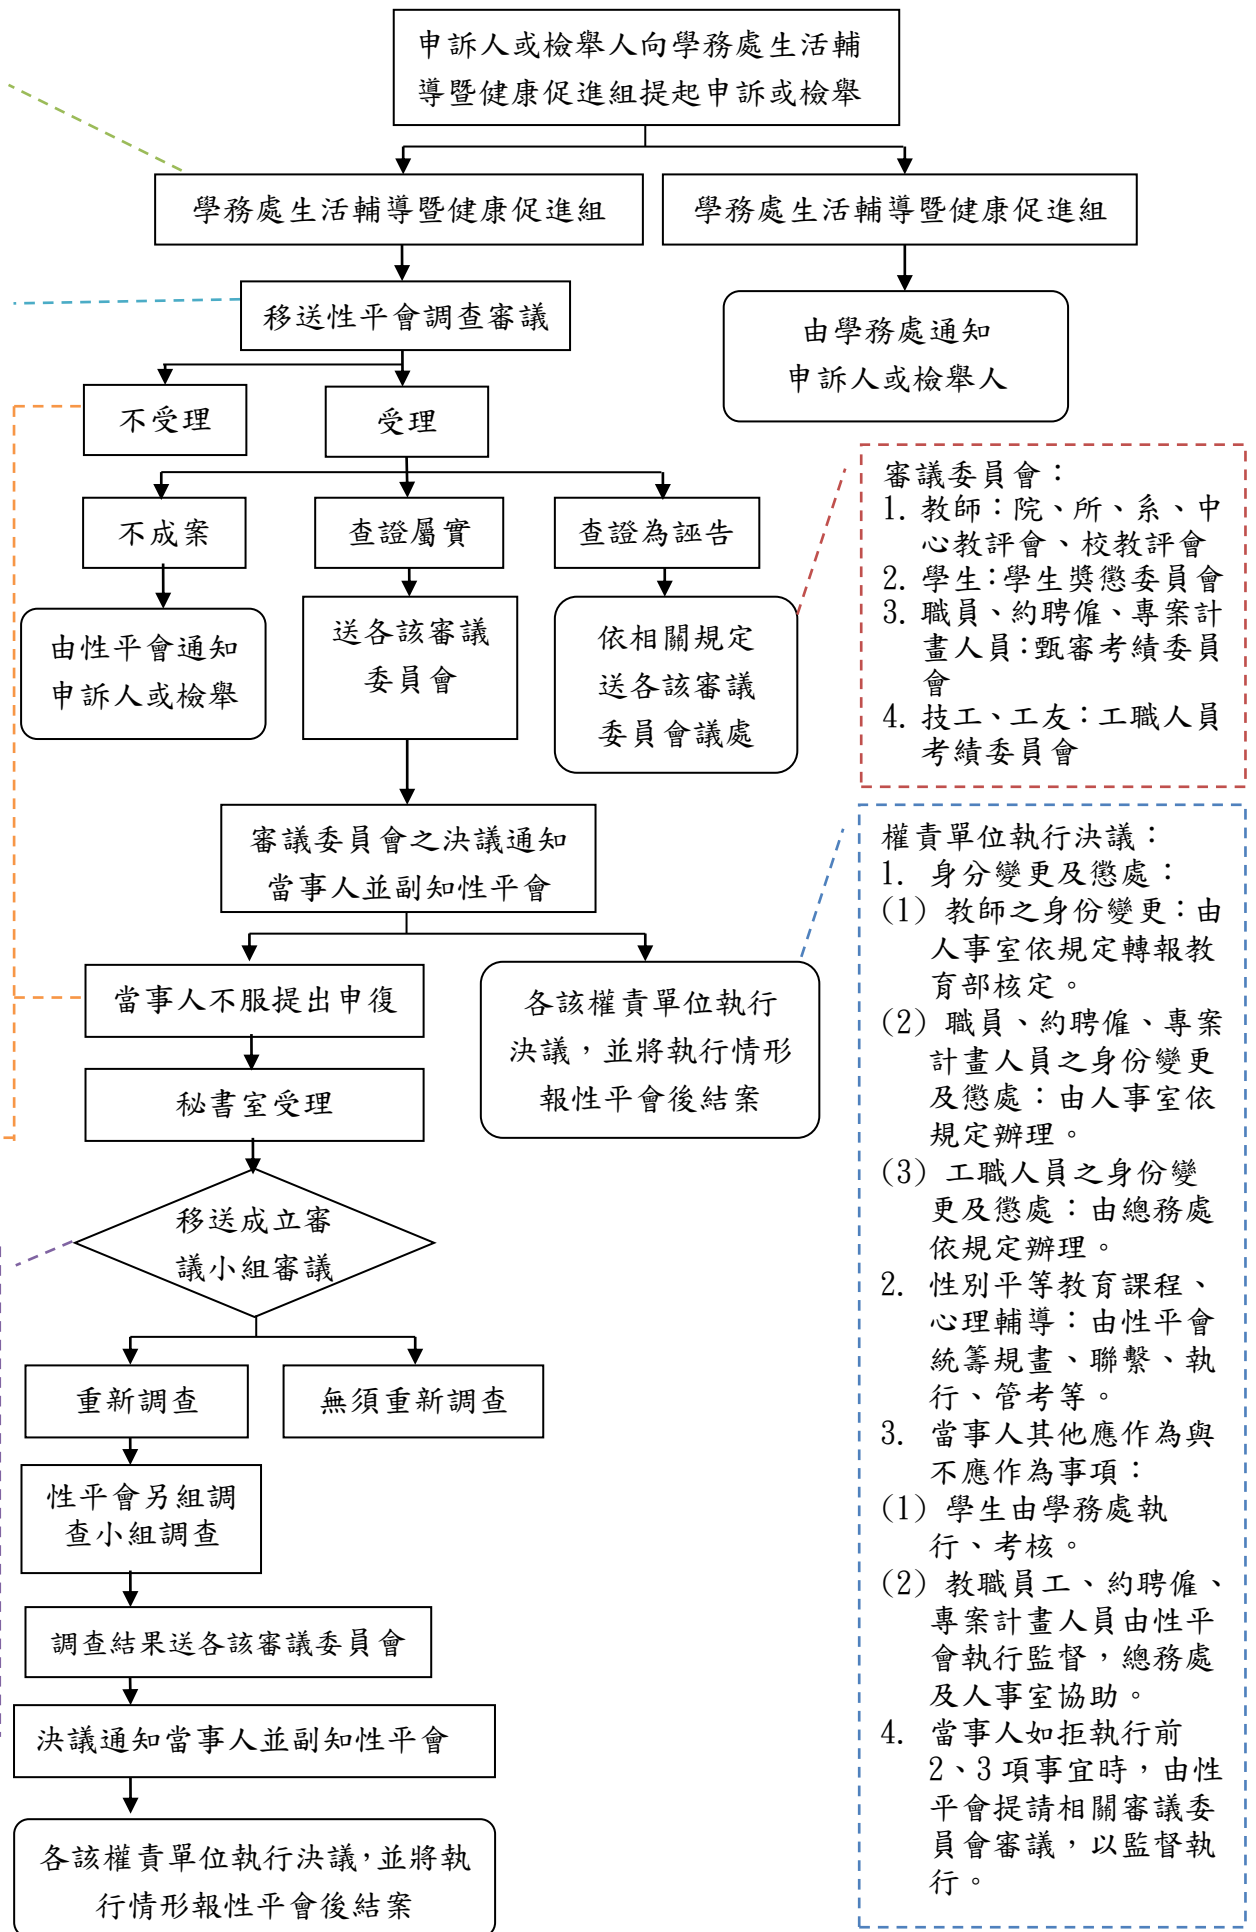 申訴人或檢舉人向學務處生活輔
導暨健康促進組提起申訴或檢舉
學務處生活輔導暨健康促進組
學務處生活輔導暨健康促進組
移送性平會調查審議
由學務處通知
申訴人或檢舉人
不受理
受理
不成案
查證屬實
查證為誣告
由性平會通知
申訴人或檢舉
送各該審議
委員會
依相關規定
送各該審議
委員會議處
審議委員會：
1. 教師：院、所、系、中
心教評會、校教評會
2. 學生：學生獎懲委員會
3. 職員、約聘僱、專案計
畫人員：甄審考績委員
會
4. 技工、工友：工職人員
考績委員會
審議委員會之決議通知
當事人並副知性平會
當事人不服提出申復
各該權責單位執行
決議，並將執行情形
報性平會後結案
秘書室受理
移送成立審
議小組審議
重新調查
無須重新調查
性平會另組調
查小組調查
調查結果送各該審議委員會
決議通知當事人並副知性平會
各該權責單位執行決議，並將執
行情形報性平會後結案
權責單位執行決議：
1. 身分變更及懲處：
(1) 教師之身份變更：由
人事室依規定轉報教
育部核定。
(2) 職員、約聘僱、專案
計畫人員之身份變更
及懲處：由人事室依
規定辦理。
(3) 工職人員之身份變
更及懲處：由總務處
依規定辦理。
2. 性別平等教育課程、
心理輔導：由性平會
統籌規畫、聯繫、執
行、管考等。
3. 當事人其他應作為與
不應作為事項：
(1) 學生由學務處執
行、考核。
(2) 教職員工、約聘僱、
專案計畫人員由性平
會執行監督，總務處
及人事室協助。
4. 當事人如拒執行前
2、3 項事宜時，由性
平會提請相關審議委
員會審議，以監督執
行。